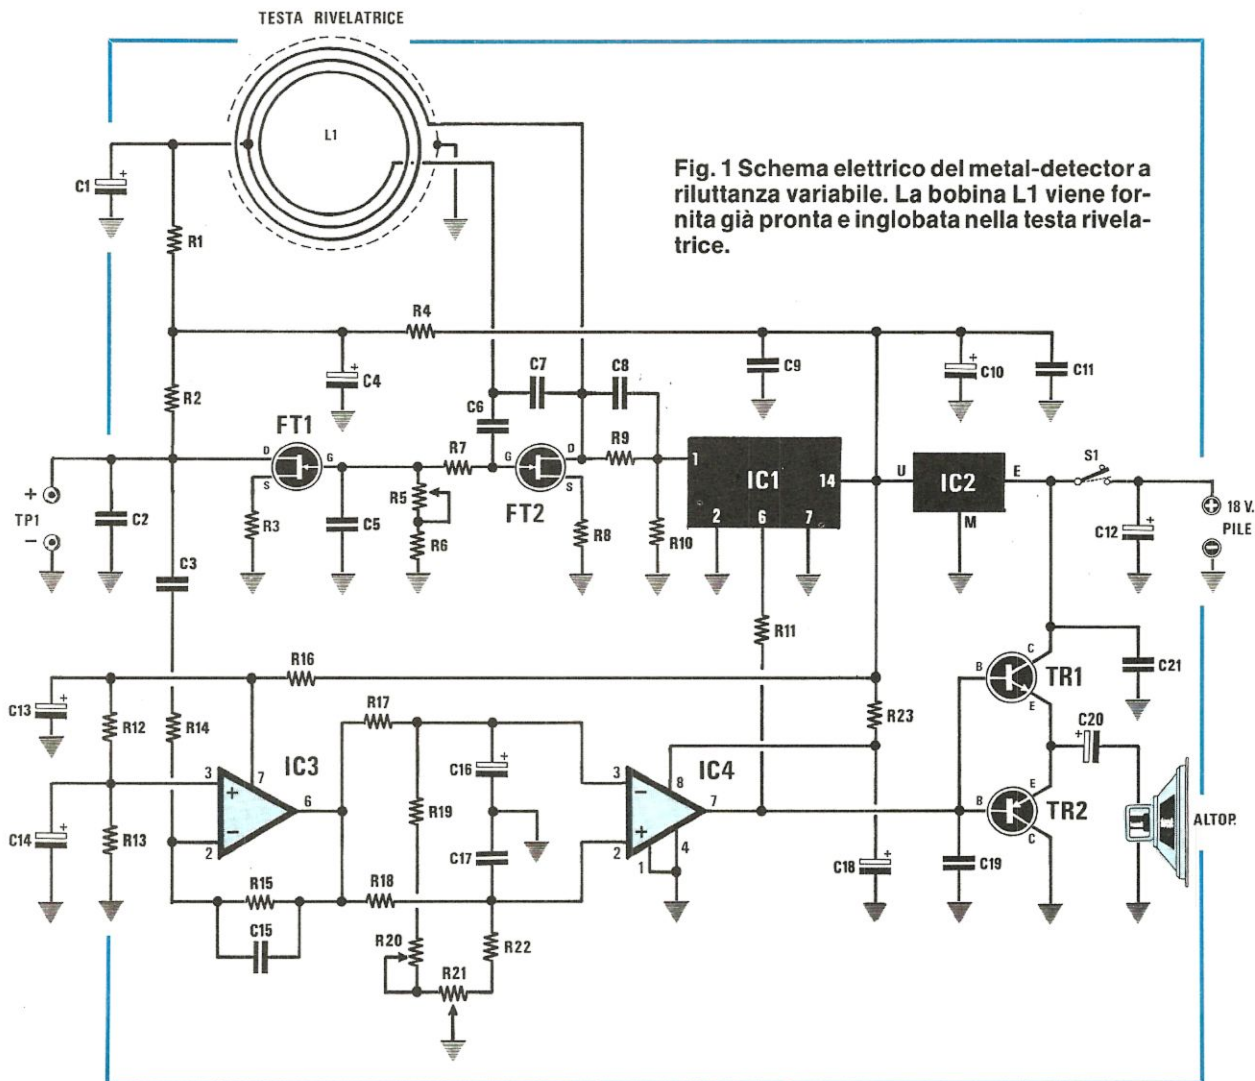 TESTA RIVELATRICE
L1
Fig. 1 Schema elettrico del metal-detector a
riluttanza variabile. La bobina L1 viene for-
nita già pronta e inglobata nella testa rivela-
trice.
C1
+
R1
R4
R2
C4
+
C7
C8
C9
C10
+
C11
C6
FT1
D
G
S
R7
G
D
S
FT2
R9
1
IC1
14
2
6
7
U
IC2
E
M
S1
+
18 V.
PILE
-
C12
+
+
TP1
-
C2
R3
C5
R5
R6
R8
R10
C3
R11
R16
C13
+
R12
R14
R17
R23
B
C
E
TR1
C21
C20
+
3
+
7
IC3
6
-
2
C16
+
3
-
8
IC4
7
+
2
1
4
R19
C14
+
R13
C17
B
E
C
TR2
ALTOP.
R15
C15
R18
C18
+
C19
R20
R22
R21